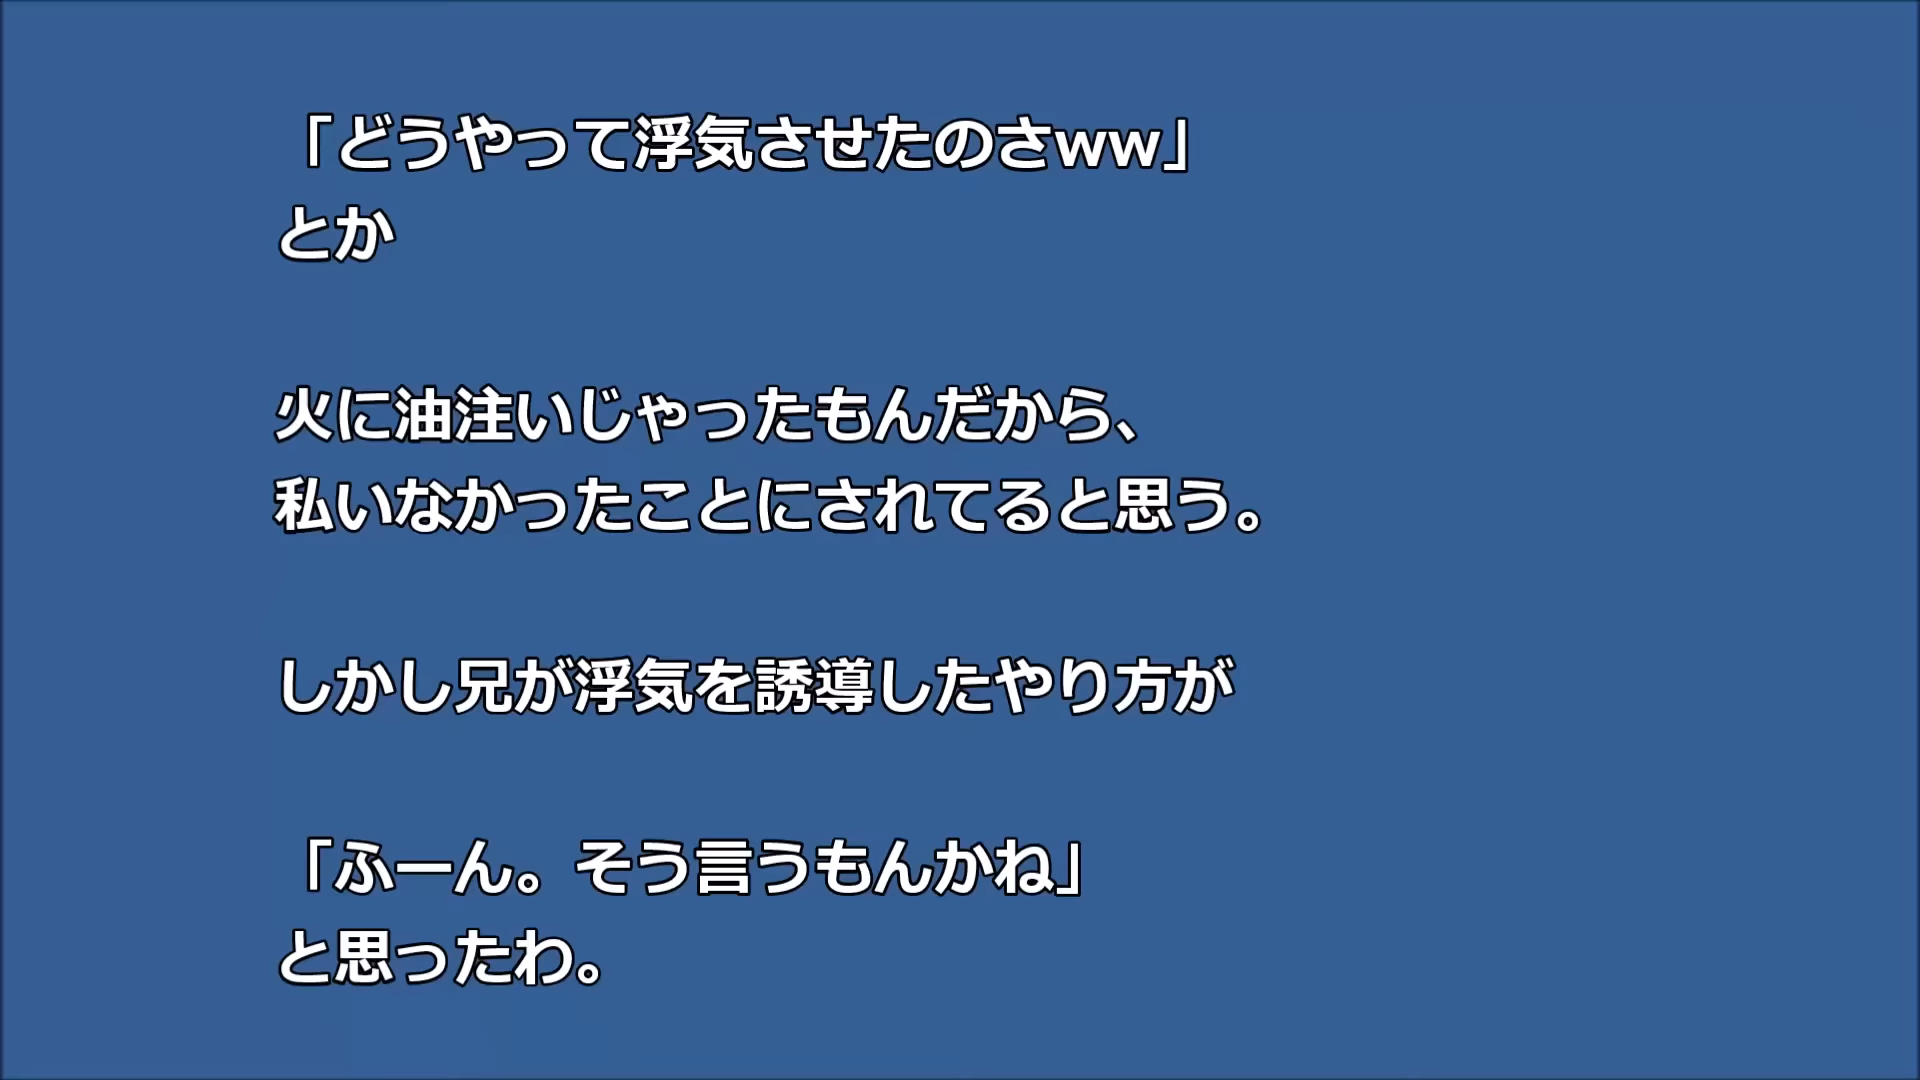 「どうやって浮気させたのさww」
とか
火に油注いじゃったもんだから、
私いなかったことにされてると思う。
しかし兄が浮気を誘導したやり方が
「ふーん。そう言うもんかね」
と思ったわ。